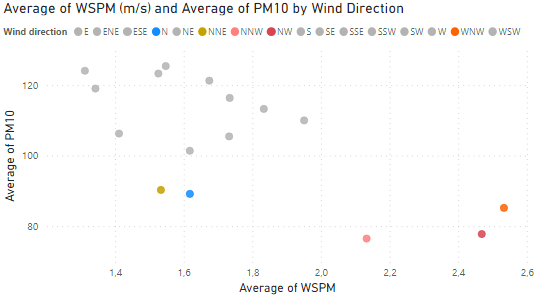 Average of WSPM (m/s) and Average of PM10 by Wind Direction
Wind direction E ENE ESE N NE NNE NNW NW S SE SSE SSW SW W WNW WSW
Average of PM10
120
100
80
1,4 1,6 1,8 2,0 2,2 2,4 2,6
Average of WSPM